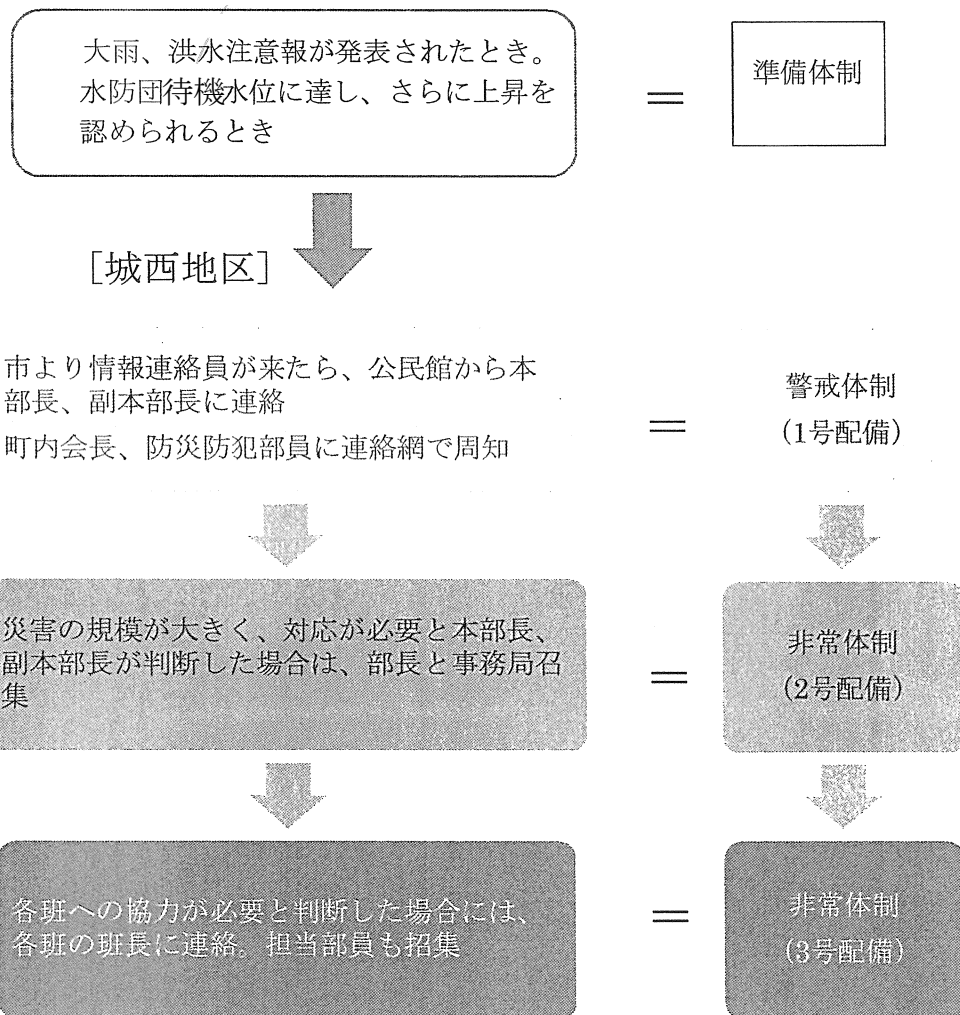 大雨、洪水注意報が発表されたとき。
水防団待機水位に達し、さらに上昇を
認められるとき
＝
準備体制
［城西地区］
市より情報連絡員が来たら、公民館から本
部長、副本部長に連絡
町内会長、防災防犯部員に連絡網で周知
＝
警戒体制
(1号配備)
災害の規模が大きく、対応が必要と本部長、
副本部長が判断した場合は、部長と事務局召
集
＝
非常体制
(2号配備)
各班への協力が必要と判断した場合には、
各班の班長に連絡。担当部員も招集
＝
非常体制
(3号配備)